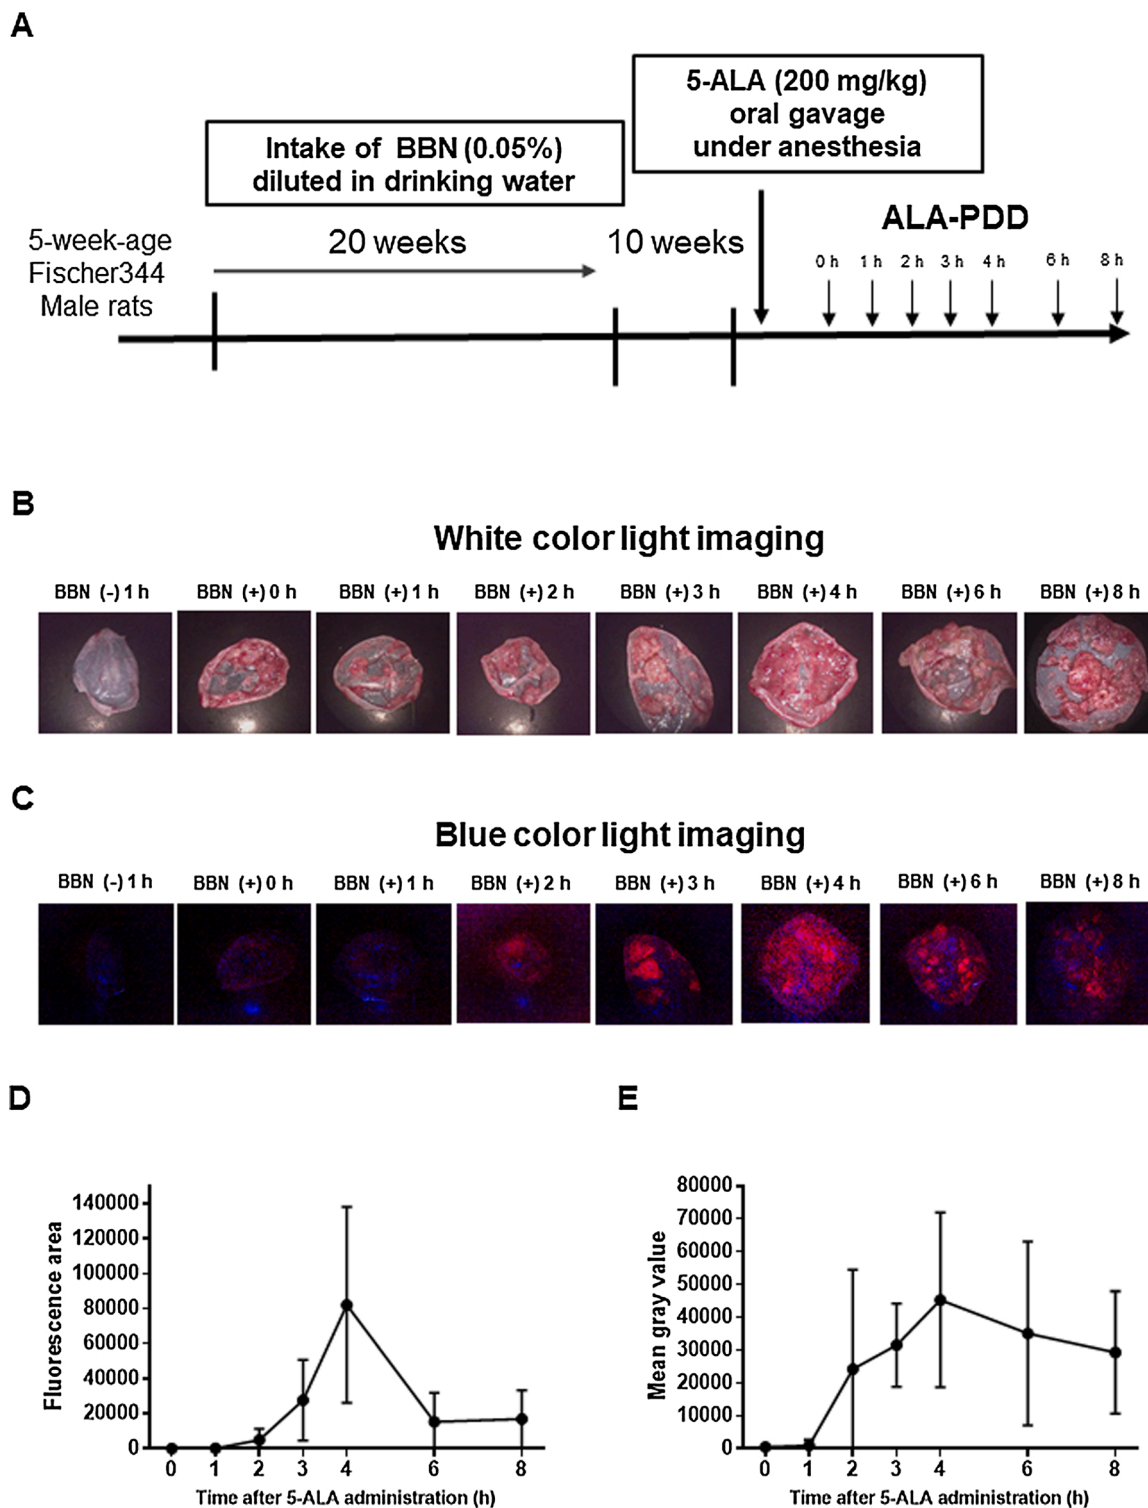 A
5-ALA (200 mg/kg)
oral gavage
under anesthesia
Intake of BBN (0.05%)
diluted in drinking water
5-week-age
Fischer344
Male rats
20 weeks
10 weeks
ALA-PDD
0 h 1 h 2 h 3 h 4 h 6 h 8 h
B
White color light imaging
BBN (-) 1 h BBN (+) 0 h BBN (+) 1 h BBN (+) 2 h BBN (+) 3 h BBN (+) 4 h BBN (+) 6 h BBN (+) 8 h
C
Blue color light imaging
BBN (-) 1 h BBN (+) 0 h BBN (+) 1 h BBN (+) 2 h BBN (+) 3 h BBN (+) 4 h BBN (+) 6 h BBN (+) 8 h
D
Fluorescence area
140000
120000
100000
80000
60000
40000
20000
0
0 1 2 3 4 6 8
Time after 5-ALA administration (h)
E
Mean gray value
80000
70000
60000
50000
40000
30000
20000
10000
0
0 1 2 3 4 6 8
Time after 5-ALA administration (h)